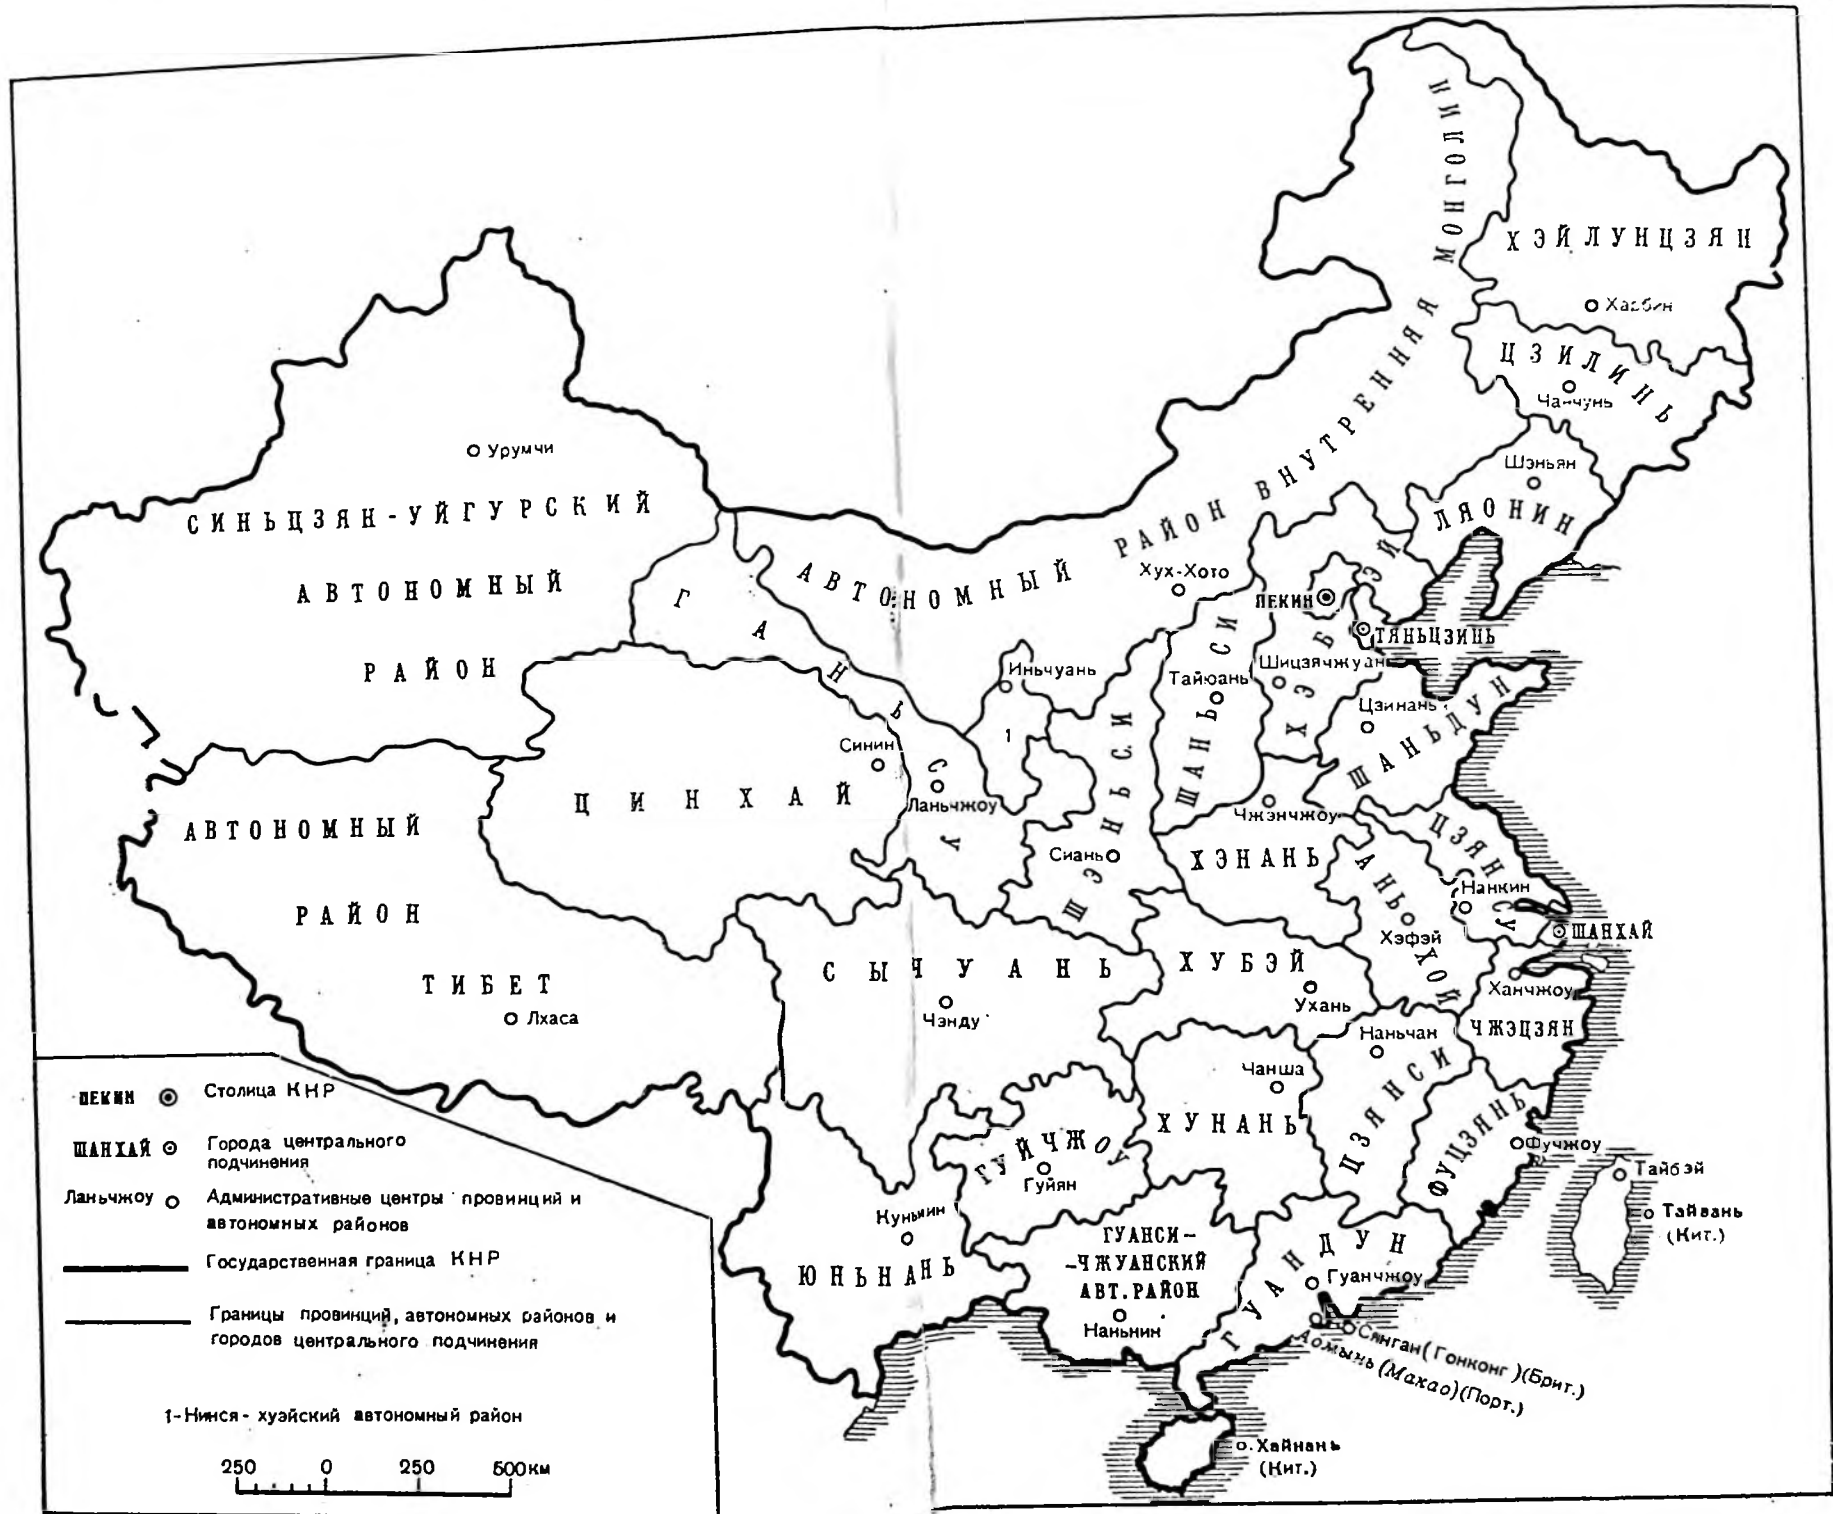 АВТОНОМНЫЙ РАЙОН ВНУТРЕННЯЯ МОНГОЛИЯ
ХЭЙЛУНЦЗЯН
Харбин
ЦЗИЛИНЬ
Чанчунь
Шэньян
ЛЯОНИН
Урумчи
СИНЬЦЗЯН-УЙГУРСКИЙ
АВТОНОМНЫЙ
РАЙОН
Хух-Хото
ПЕКИН
ТЯНЬЦЗИНЬ
ХЭБЭЙ
Шицзячжуан
ГАНЬСУ
Иньчуань
1
Тайюань
ШАНЬСИ
Цзинань
ШАНЬДУН
Синин
ЦИНХАЙ
Ланьчжоу
ШЭНЬСИ
Сиань
Чжэнчжоу
ХЭНАНЬ
ЦЗЯНСУ
Нанкин
АНЬХОЙ
Хэфэй
ШАНХАЙ
АВТОНОМНЫЙ
РАЙОН
ТИБЕТ
Лхаса
СЫЧУАНЬ
Чэнду
ХУБЭЙ
Ухань
Ханчжоу
ЧЖЭЦЗЯН
Наньчан
ЦЗЯНСИ
Чанша
ХУНАНЬ
ГУЙЧЖОУ
Гуйян
ФУЦЗЯНЬ
Фучжоу
Тайбэй
Тайвань
(Кит.)
Куньмин
ЮНЬНАНЬ
ГУАНСИ-
-ЧЖУАНСКИЙ
АВТ. РАЙОН
Наньнин
ГУАНДУН
Гуанчжоу
Сянган (Гонконг)(Брит.)
Аомынь (Макао)(Порт.)
Хайнань
(Кит.)
ПЕКИН Столица КНР
ШАНХАЙ Города центрального
подчинения
Ланьчжоу Административные центры провинций и
автономных районов
Государственная граница КНР
Границы провинций, автономных районов и
городов центрального подчинения
1-Нинся-хуэйский автономный район
250 0 250 500км